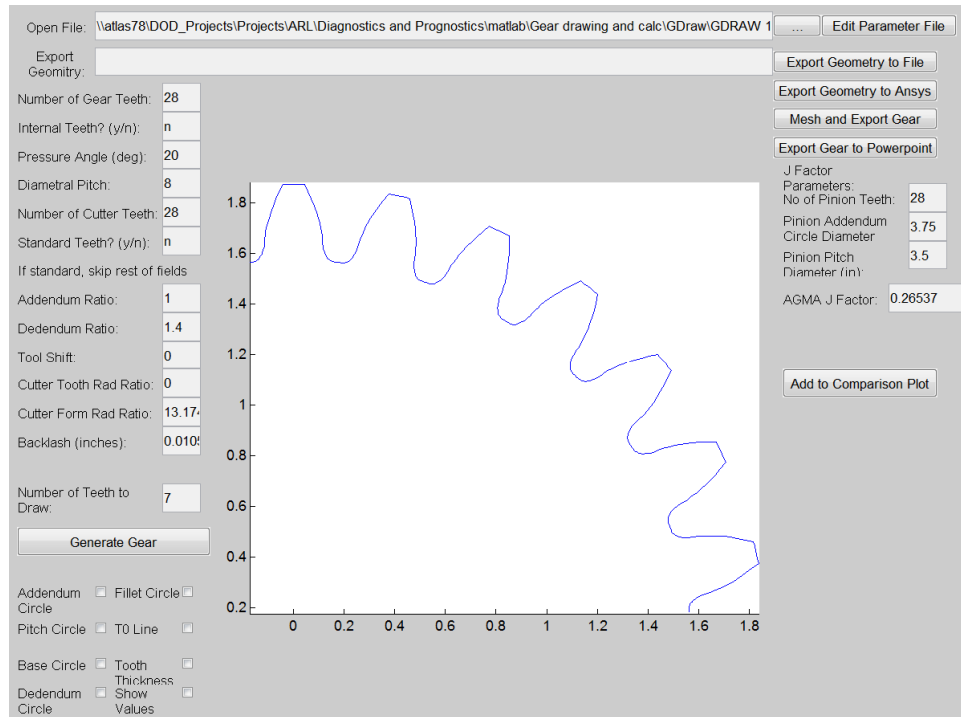 Open File: \\atlas78\DOD_Projects\Projects\ARL\Diagnostics and Prognostics\matlab\Gear drawing and calc\GDraw\GDRAW 1 ... Edit Parameter File
Export
Geomitry:
Export Geometry to File
Number of Gear Teeth: 28
Export Geometry to Ansys
Internal Teeth? (y/n): n
Mesh and Export Gear
Pressure Angle (deg): 20
Export Gear to Powerpoint
Diametral Pitch: 8
J Factor
Parameters:
No of Pinion Teeth: 28
Number of Cutter Teeth: 28
Pinion Addendum
Circle Diameter 3.75
Standard Teeth? (y/n): n
Pinion Pitch
Diameter (in): 3.5
If standard, skip rest of fields
Addendum Ratio: 1
AGMA J Factor: 0.26537
Dedendum Ratio: 1.4
Tool Shift: 0
Cutter Tooth Rad Ratio: 0
Add to Comparison Plot
Cutter Form Rad Ratio: 13.174
Backlash (inches): 0.0105
Number of Teeth to
Draw: 7
Generate Gear
Addendum
Circle
Fillet Circle
Pitch Circle
T0 Line
Base Circle
Tooth
Thickness
Dedendum
Circle
Show
Values
1.8
1.6
1.4
1.2
1
0.8
0.6
0.4
0.2
0 0.2 0.4 0.6 0.8 1 1.2 1.4 1.6 1.8